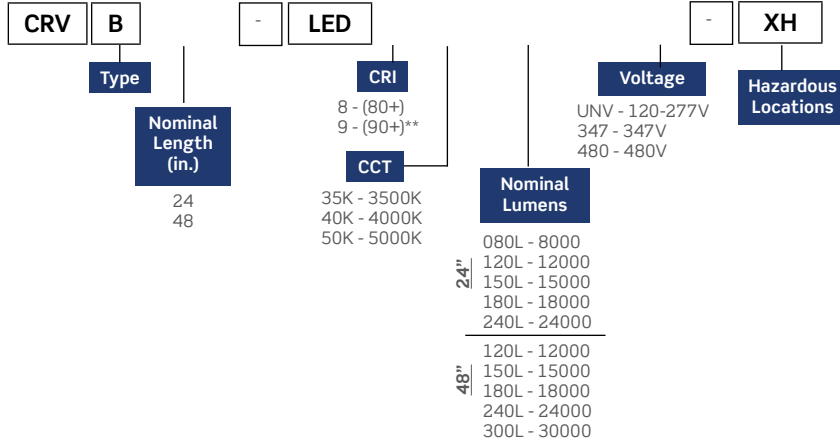 CRV B - LED - XH
Type
Nominal
Length
(in.)
24
48
CRI
8 - (80+)
9 - (90+)**
CCT
35K - 3500K
40K - 4000K
50K - 5000K
Nominal
Lumens
24”
080L - 8000
120L - 12000
150L - 15000
180L - 18000
240L - 24000
48”
120L - 12000
150L - 15000
180L - 18000
240L - 24000
300L - 30000
Voltage
UNV - 120-277V
347 - 347V
480 - 480V
Hazardous
Locations